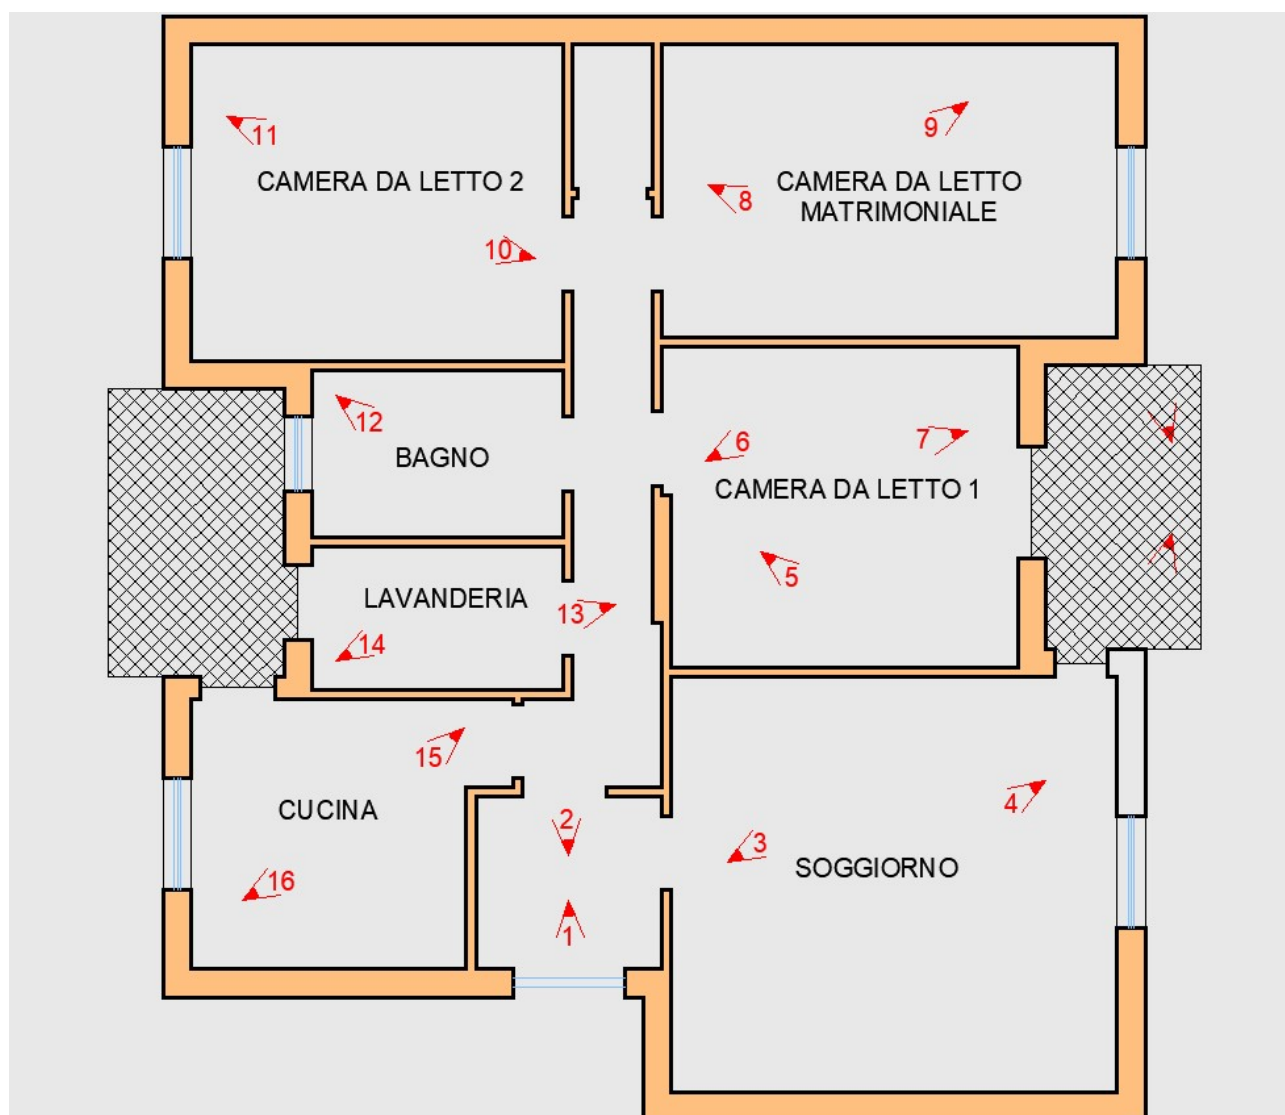 11
9
CAMERA DA LETTO 2
8
CAMERA DA LETTO
MATRIMONIALE
10
12
BAGNO
6
7
CAMERA DA LETTO 1
5
LAVANDERIA
13
14
15
CUCINA
2
4
3
SOGGIORNO
16
1